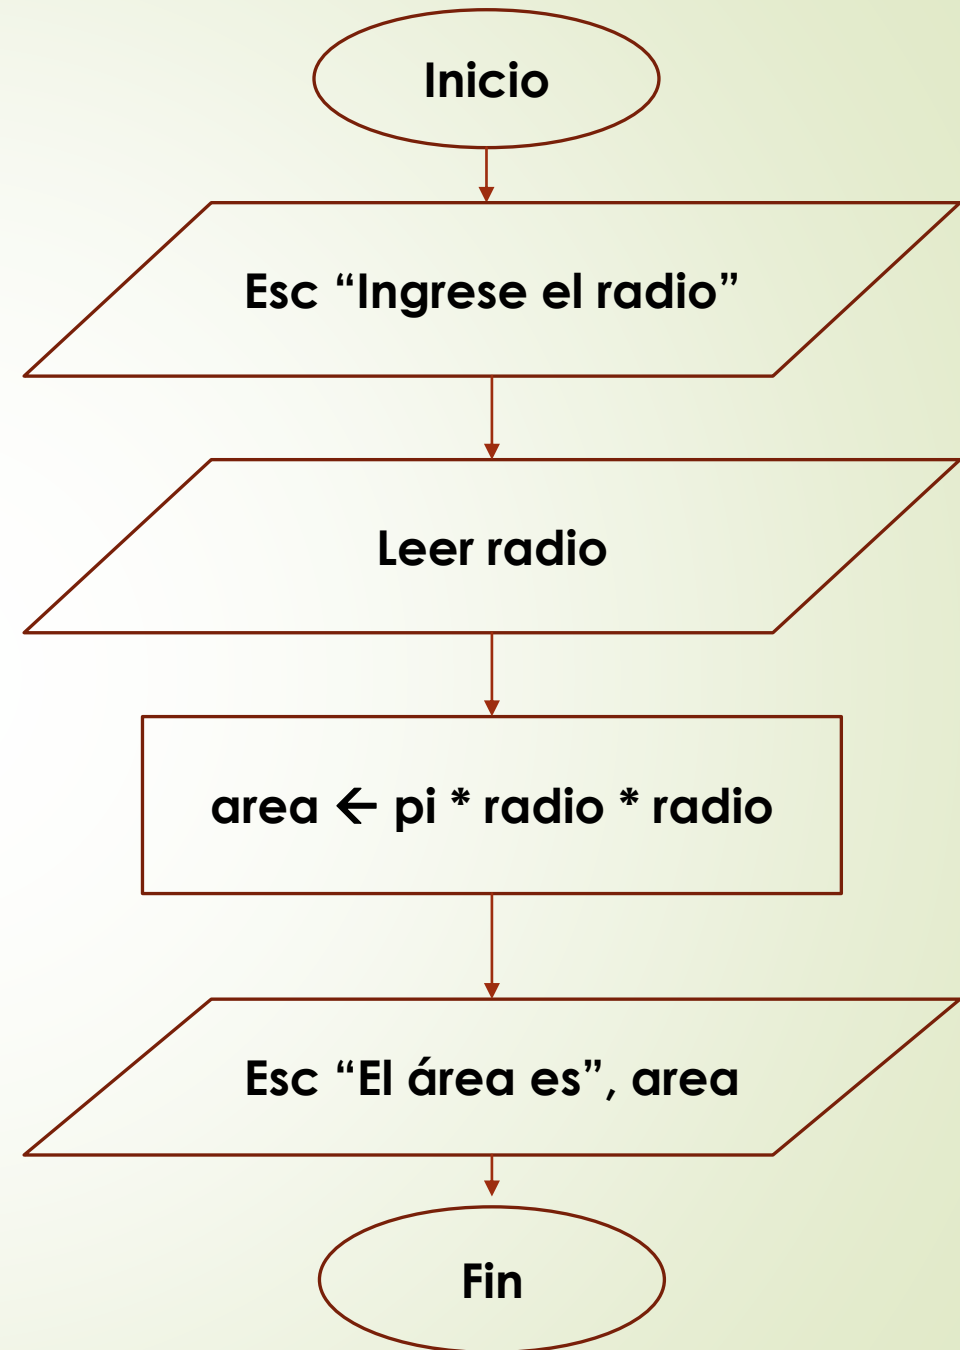 Inicio
Esc “Ingrese el radio”
Leer radio
area ← pi * radio * radio
Esc “El área es”, area
Fin